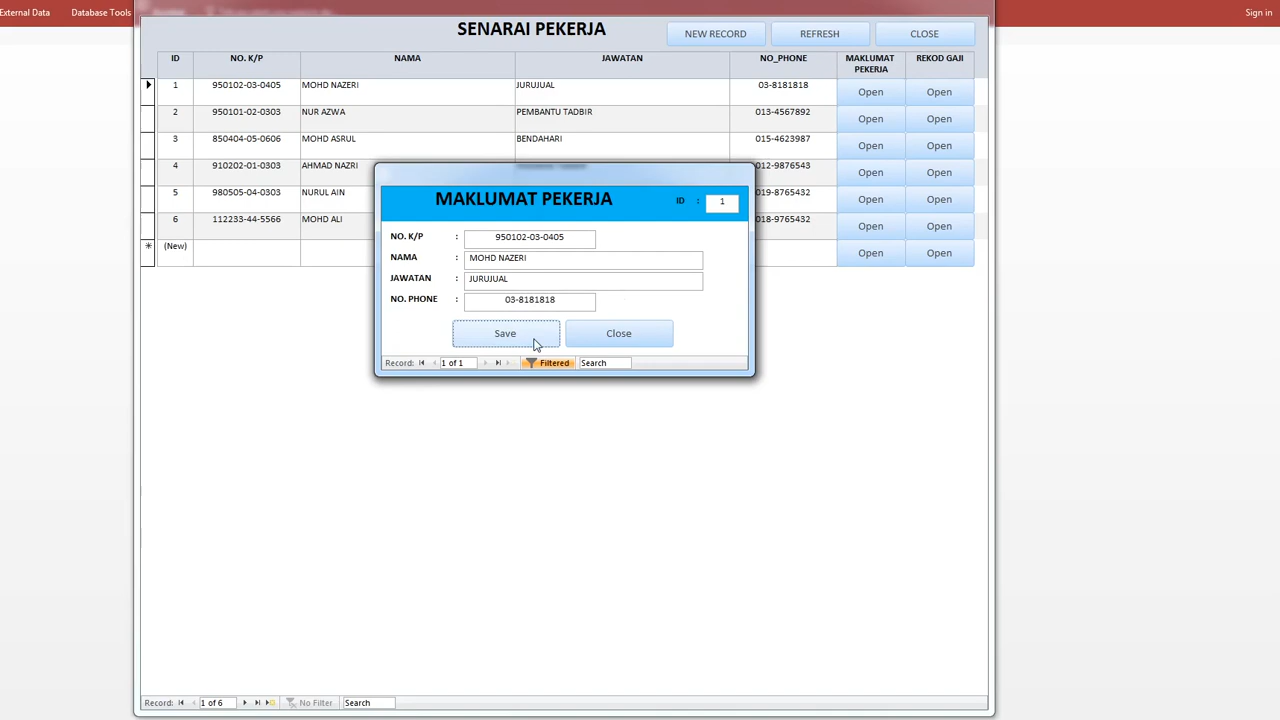 External Data Database Tools Sign in
SENARAI PEKERJA NEW RECORD REFRESH CLOSE
ID NO. K/P NAMA JAWATAN NO_PHONE MAKLUMAT PEKERJA REKOD GAJI
1 950102-03-0405 MOHD NAZERI JURUJUAL 03-8181818 Open Open
2 950101-02-0303 NUR AZWA PEMBANTU TADBIR 013-4567892 Open Open
3 850404-05-0606 MOHD ASRUL BENDAHARI 015-4623987 Open Open
4 910202-01-0303 AHMAD NAZRI 012-9876543 Open Open
5 980505-04-0303 NURUL AIN 019-8765432 Open Open
6 112233-44-5566 MOHD ALI 018-9765432 Open Open
(New) Open Open
MAKLUMAT PEKERJA ID : 1
NO. K/P : 950102-03-0405
NAMA : MOHD NAZERI
JAWATAN : JURUJUAL
NO. PHONE : 03-8181818
Save Close
Record: 1 of 1 Filtered Search
Record: 1 of 6 No Filter Search